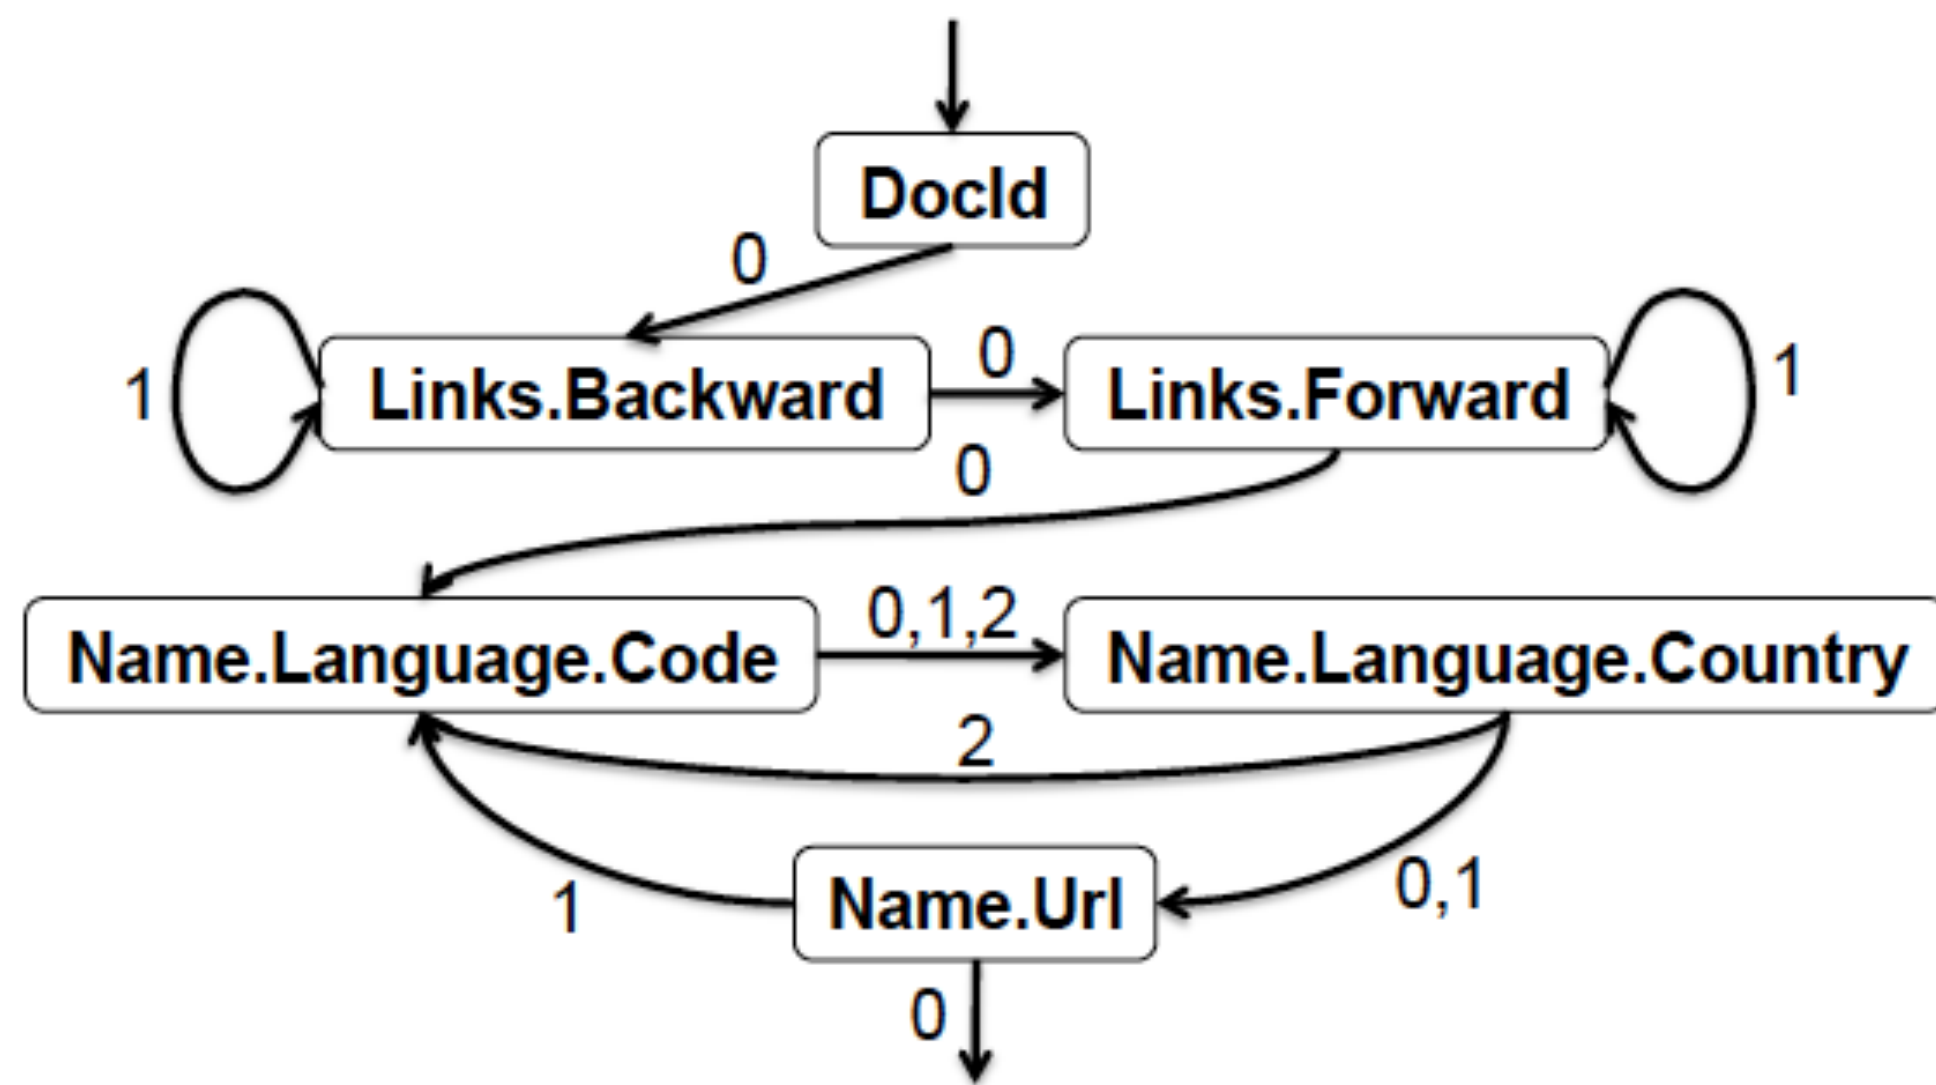 DocId
0
1
Links.Backward
0
Links.Forward
1
0
Name.Language.Code
0,1,2
Name.Language.Country
2
1
Name.Url
0,1
0